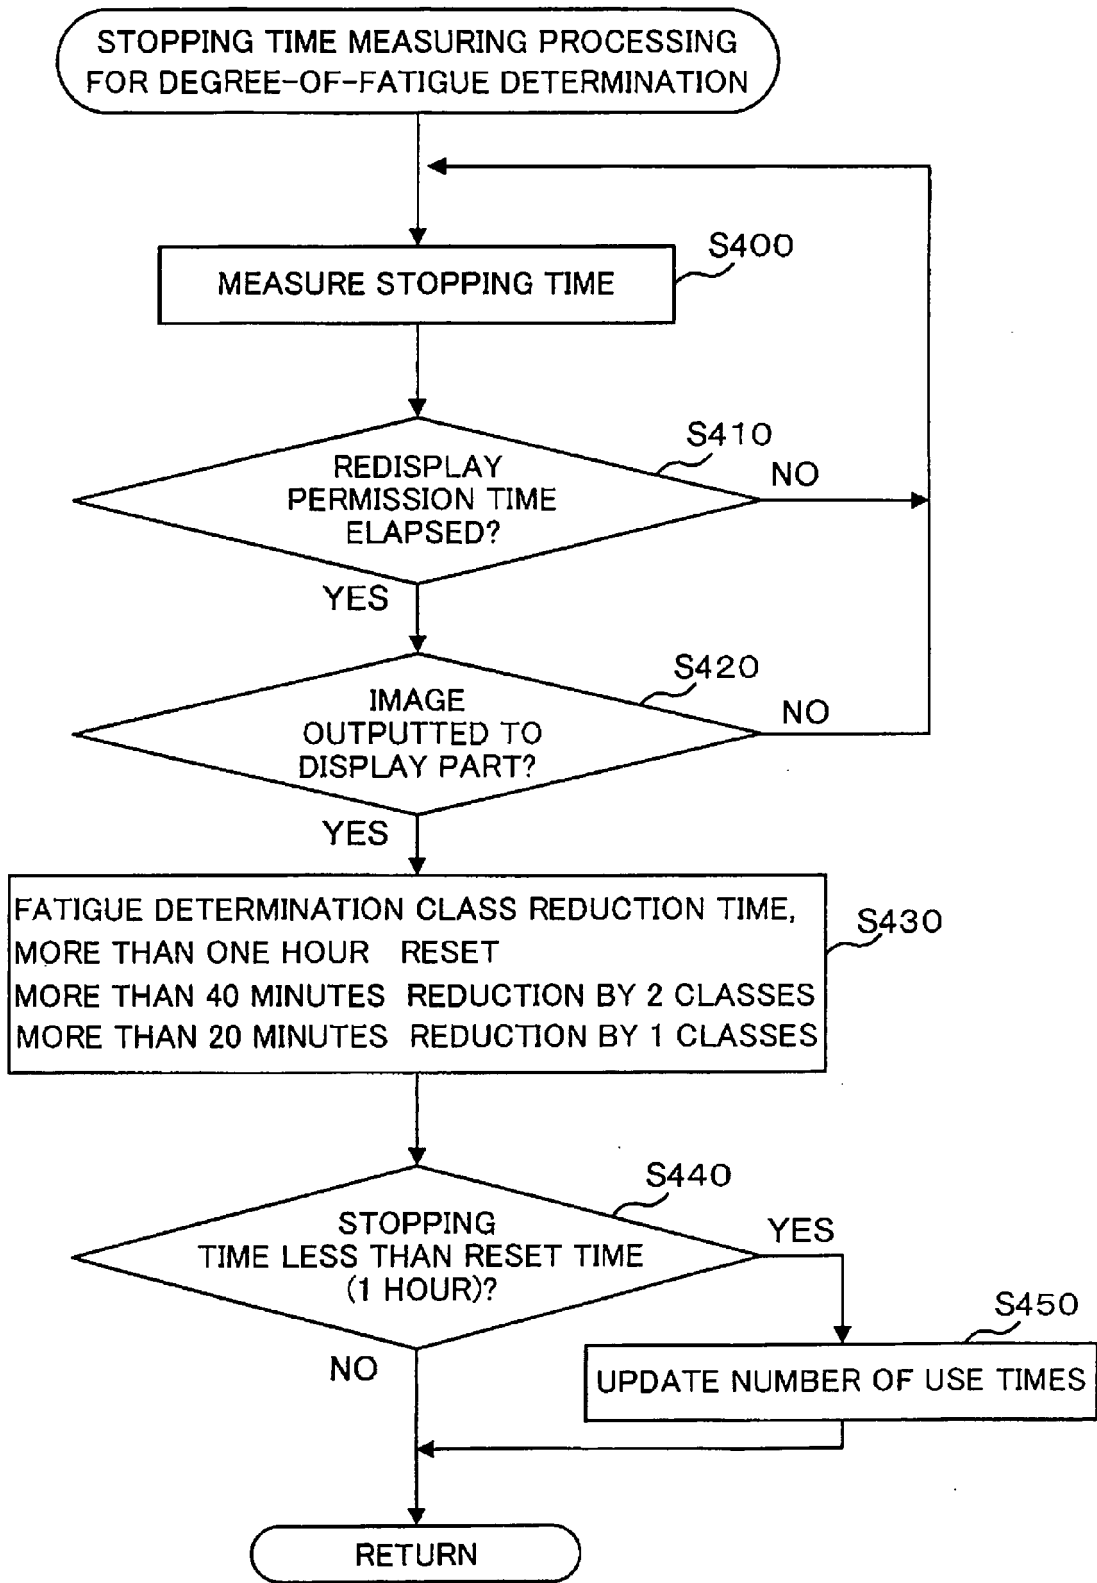 STOPPING TIME MEASURING PROCESSING
FOR DEGREE-OF-FATIGUE DETERMINATION
S400
MEASURE STOPPING TIME
S410
REDISPLAY
PERMISSION TIME
ELAPSED?
NO
YES
S420
IMAGE
OUTPUTTED TO
DISPLAY PART?
NO
YES
S430
FATIGUE DETERMINATION CLASS REDUCTION TIME,
MORE THAN ONE HOUR RESET
MORE THAN 40 MINUTES REDUCTION BY 2 CLASSES
MORE THAN 20 MINUTES REDUCTION BY 1 CLASSES
S440
STOPPING
TIME LESS THAN RESET TIME
(1 HOUR)?
YES
NO
S450
UPDATE NUMBER OF USE TIMES
RETURN